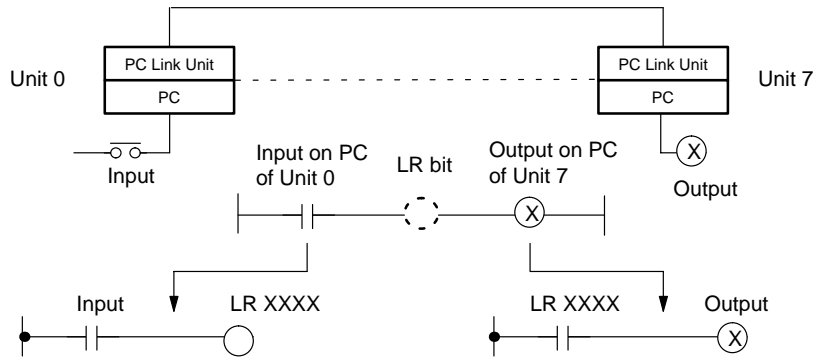 PC Link Unit
PC Link Unit
Unit 0
Unit 7
PC
PC
Input
X
Output
Input on PC
of Unit 0
LR bit
Output on PC
of Unit 7
X
Input
LR XXXX
LR XXXX
Output
X